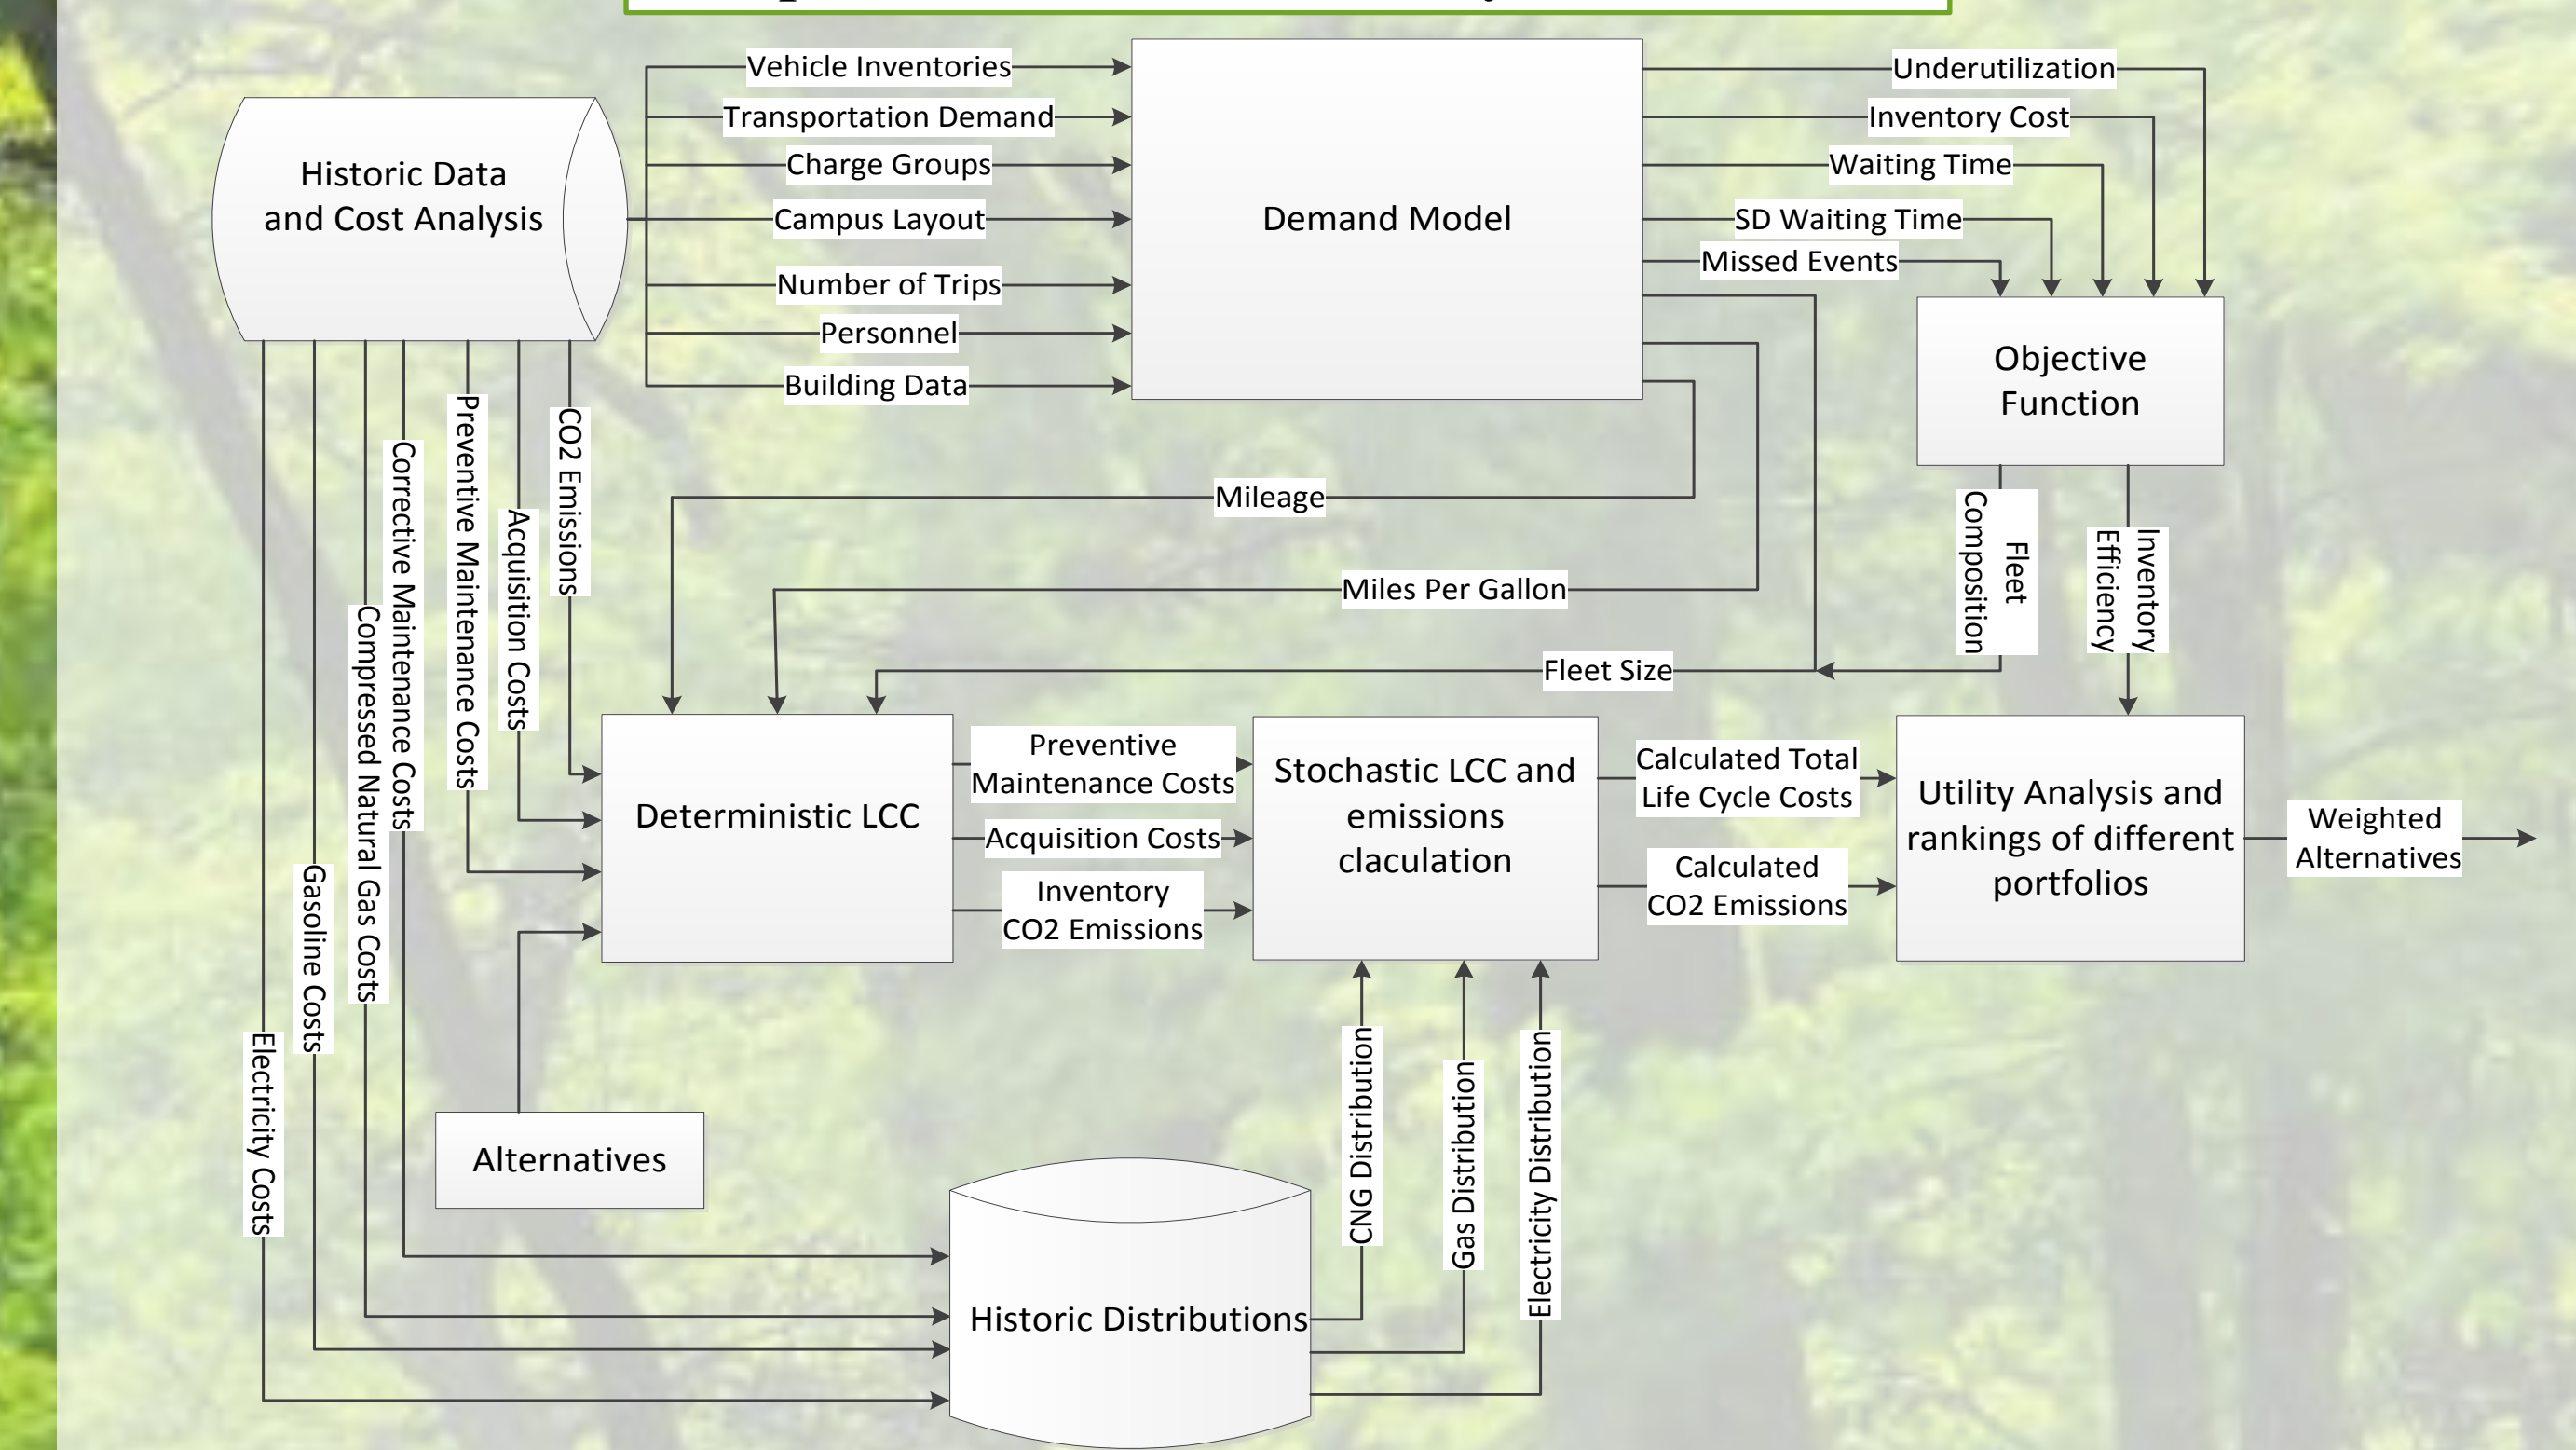 Vehicle Inventories
Transportation Demand
Charge Groups
Campus Layout
Number of Trips
Personnel
Building Data
Historic Data
and Cost Analysis
Demand Model
Underutilization
Inventory Cost
Waiting Time
SD Waiting Time
Missed Events
Objective
Function
CO2 Emissions
Acquisition Costs
Preventive Maintenance Costs
Corrective Maintenance Costs
Compressed Natural Gas Costs
Gasoline Costs
Electricity Costs
Mileage
Miles Per Gallon
Fleet Size
Fleet
Composition
Inventory
Efficiency
Deterministic LCC
Preventive
Maintenance Costs
Acquisition Costs
Inventory
CO2 Emissions
Stochastic LCC and
emissions
claculation
Calculated Total
Life Cycle Costs
Calculated
CO2 Emissions
Utility Analysis and
rankings of different
portfolios
Weighted
Alternatives
Alternatives
Historic Distributions
CNG Distribution
Gas Distribution
Electricity Distribution